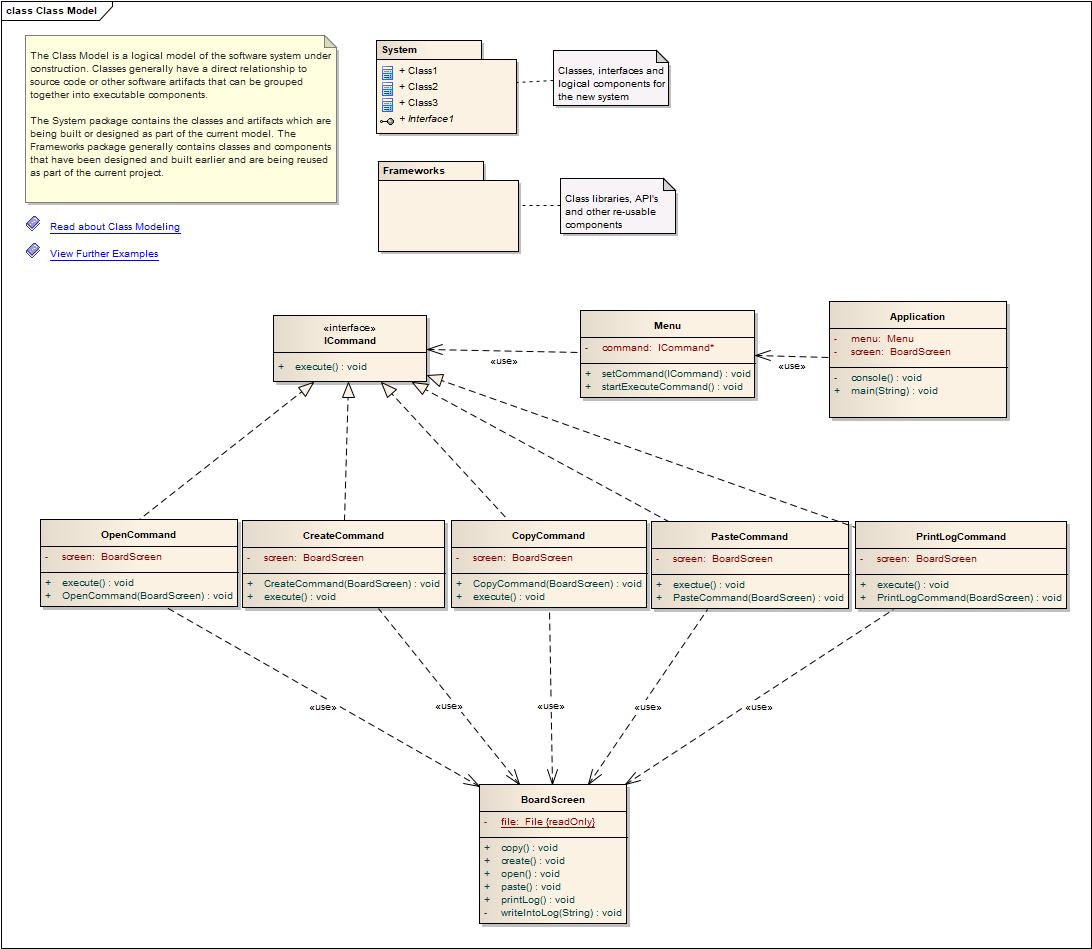 class Class Model
The Class Model is a logical model of the software system under
construction. Classes generally have a direct relationship to
source code or other software artifacts that can be grouped
together into executable components.
The System package contains the classes and artifacts which are
being built or designed as part of the current model. The
Frameworks package generally contains classes and components
that have been designed and built earlier and are being reused
as part of the current project.
Read about Class Modeling
View Further Examples
System
+ Class1
+ Class2
+ Class3
+ Interface1
Classes, interfaces and
logical components for
the new system
Frameworks
Class libraries, API's
and other re-usable
components
«interface»
ICommand
+ execute() : void
«use»
Menu
- command: ICommand*
+ setCommand(ICommand) : void
+ startExecuteCommand() : void
«use»
Application
- menu: Menu
- screen: BoardScreen
- console() : void
+ main(String) : void
OpenCommand
- screen: BoardScreen
+ execute() : void
+ OpenCommand(BoardScreen) : void
CreateCommand
- screen: BoardScreen
+ CreateCommand(BoardScreen) : void
+ execute() : void
CopyCommand
- screen: BoardScreen
+ CopyCommand(BoardScreen) : void
+ execute() : void
PasteCommand
- screen: BoardScreen
+ exectue() : void
+ PasteCommand(BoardScreen) : void
PrintLogCommand
- screen: BoardScreen
+ execute() : void
+ PrintLogCommand(BoardScreen) : void
«use»
«use»
«use»
«use»
«use»
BoardScreen
- file: File {readOnly}
+ copy() : void
+ create() : void
+ open() : void
+ paste() : void
+ printLog() : void
- writeIntoLog(String) : void